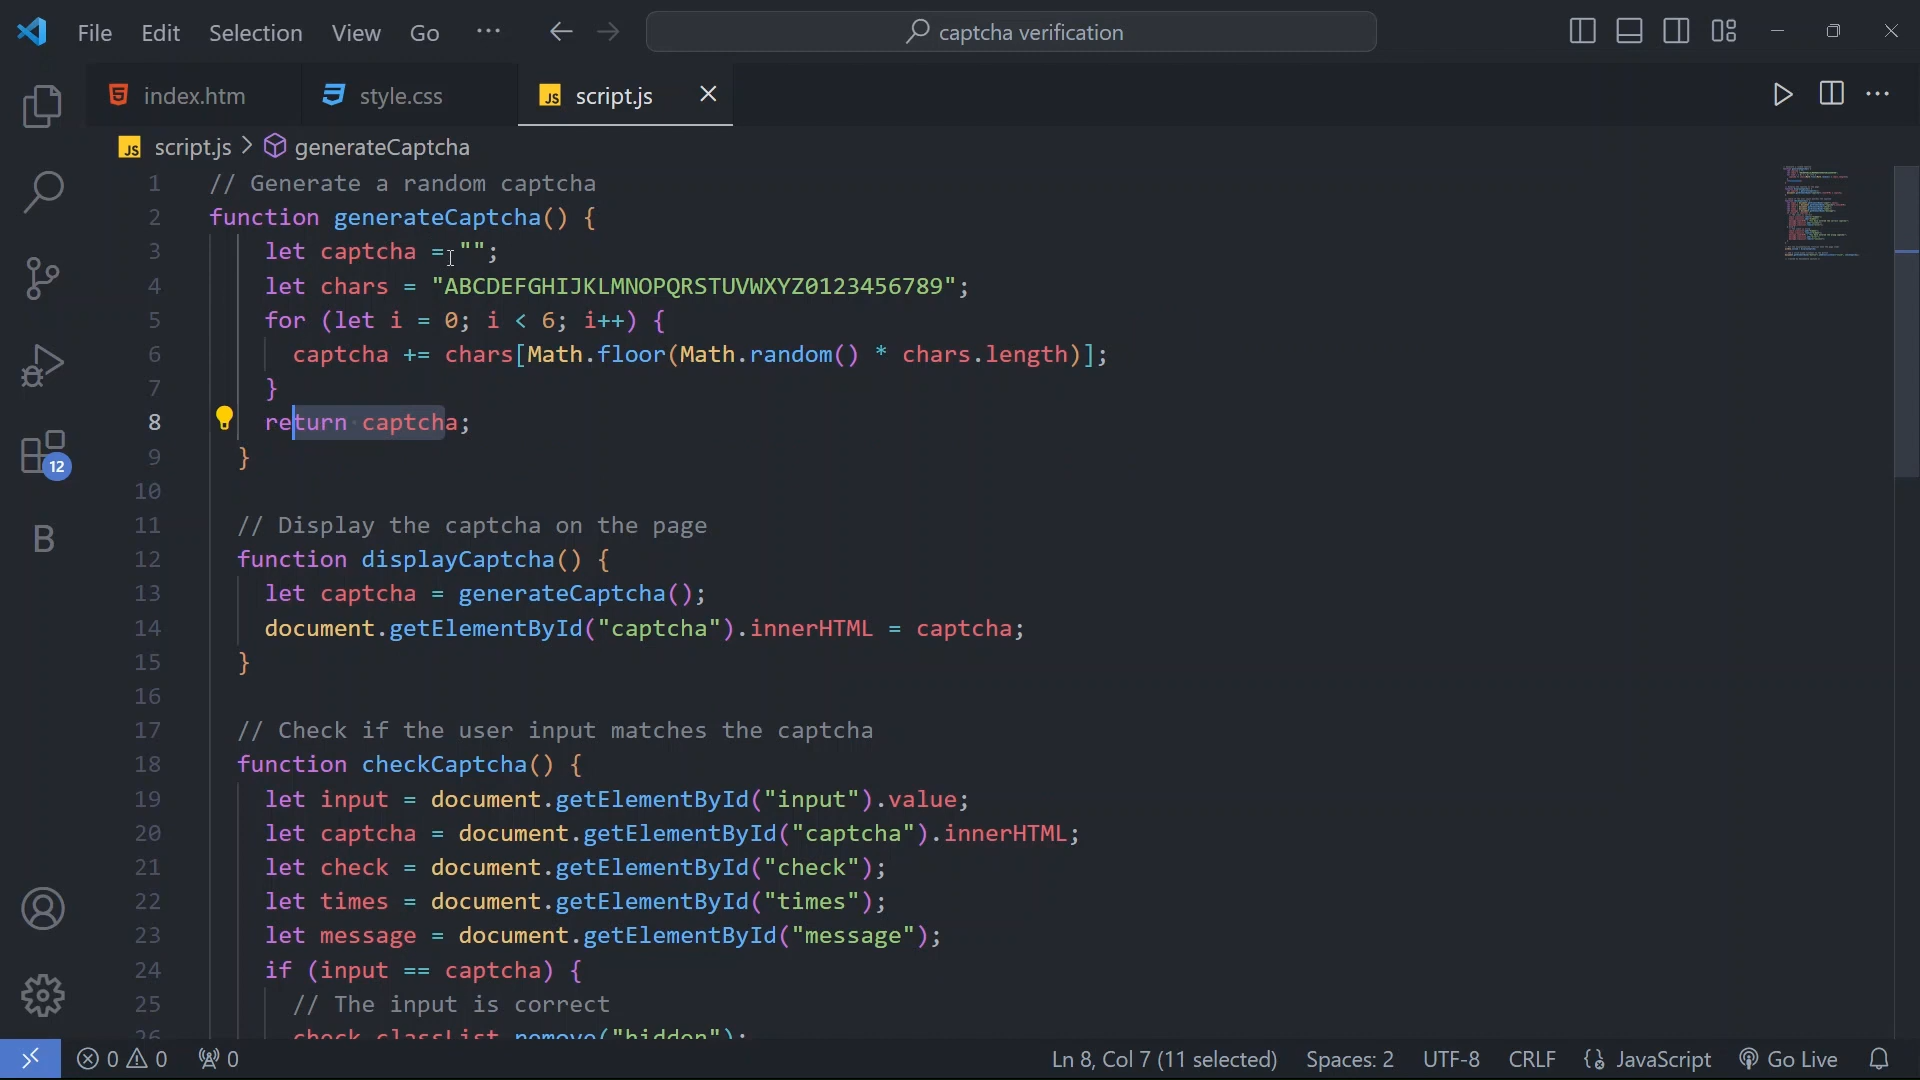 File Edit Selection View Go ··· captcha verification
index.htm style.css JS script.js
JS script.js > generateCaptcha
1 // Generate a random captcha
2 function generateCaptcha() {
3 let captcha = "";
4 let chars = "ABCDEFGHIJKLMNOPQRSTUVWXYZ0123456789";
5 for (let i = 0; i < 6; i++) {
6 captcha += chars[Math.floor(Math.random() * chars.length)];
7 }
8 return captcha;
9 }
10
11 // Display the captcha on the page
12 function displayCaptcha() {
13 let captcha = generateCaptcha();
14 document.getElementById("captcha").innerHTML = captcha;
15 }
16
17 // Check if the user input matches the captcha
18 function checkCaptcha() {
19 let input = document.getElementById("input").value;
20 let captcha = document.getElementById("captcha").innerHTML;
21 let check = document.getElementById("check");
22 let times = document.getElementById("times");
23 let message = document.getElementById("message");
24 if (input == captcha) {
25 // The input is correct
26 check.classList.remove("hidden");
12
B
0 0 0 Ln 8, Col 7 (11 selected) Spaces: 2 UTF-8 CRLF {} JavaScript Go Live